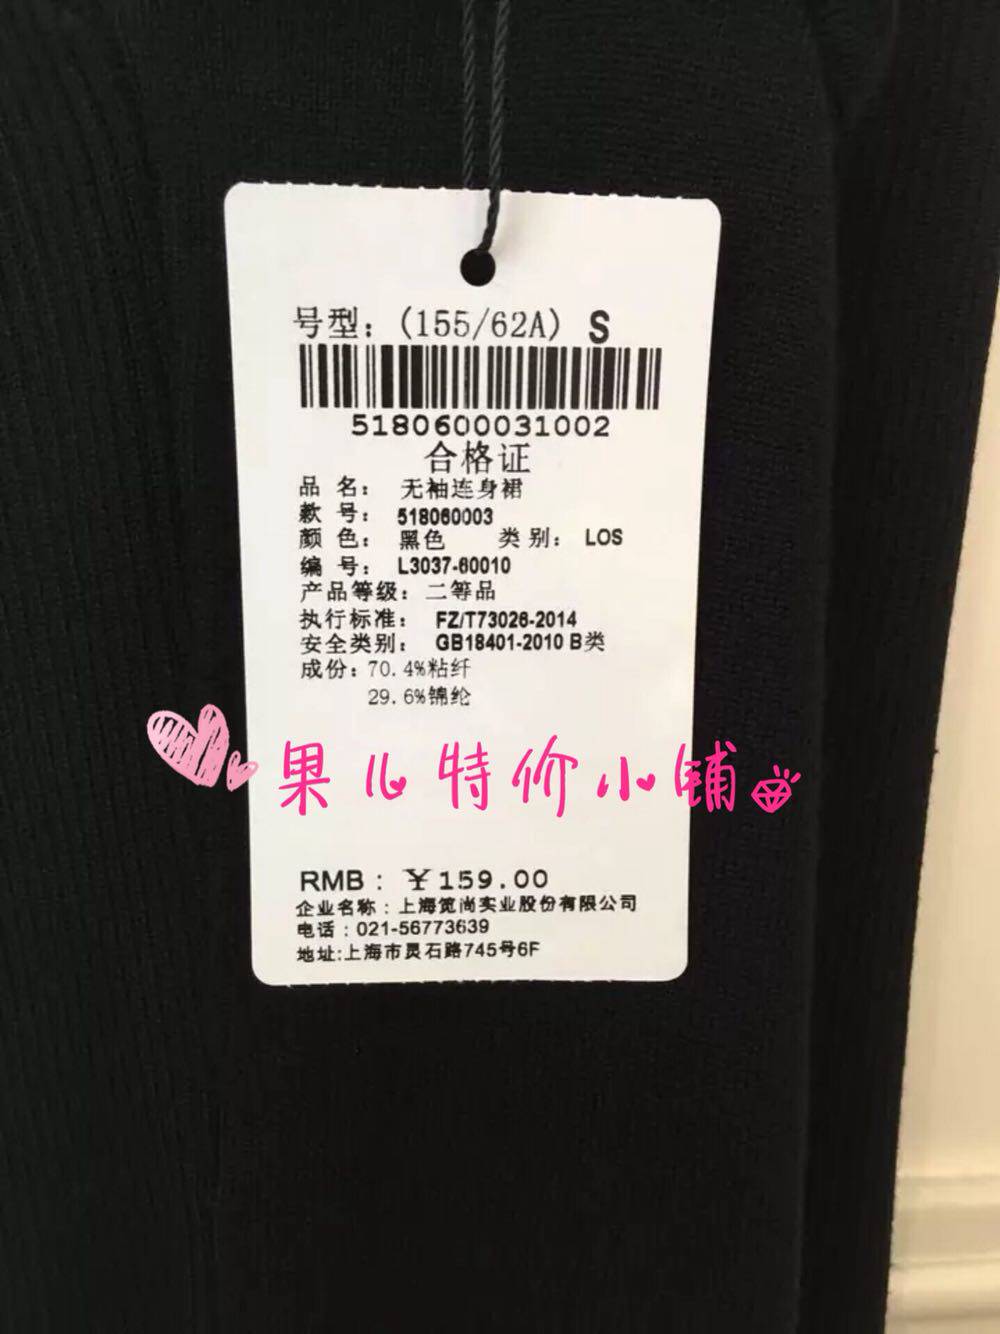 号型：(155/62A) S
5180600031002
合格证
品 名： 无袖连身裙
款 号： 518060003
颜 色： 黑色 类 别： LOS
编 号： L3037-60010
产品等级： 二等品
执行标准： FZ/T73026-2014
安全类别： GB18401-2010 B类
成份：70.4%粘纤
29.6%锦纶
果儿特价小铺
RMB：￥159.00
企业名称：上海筦尚实业股份有限公司
电话：021-56773639
地址:上海市灵石路745号6F